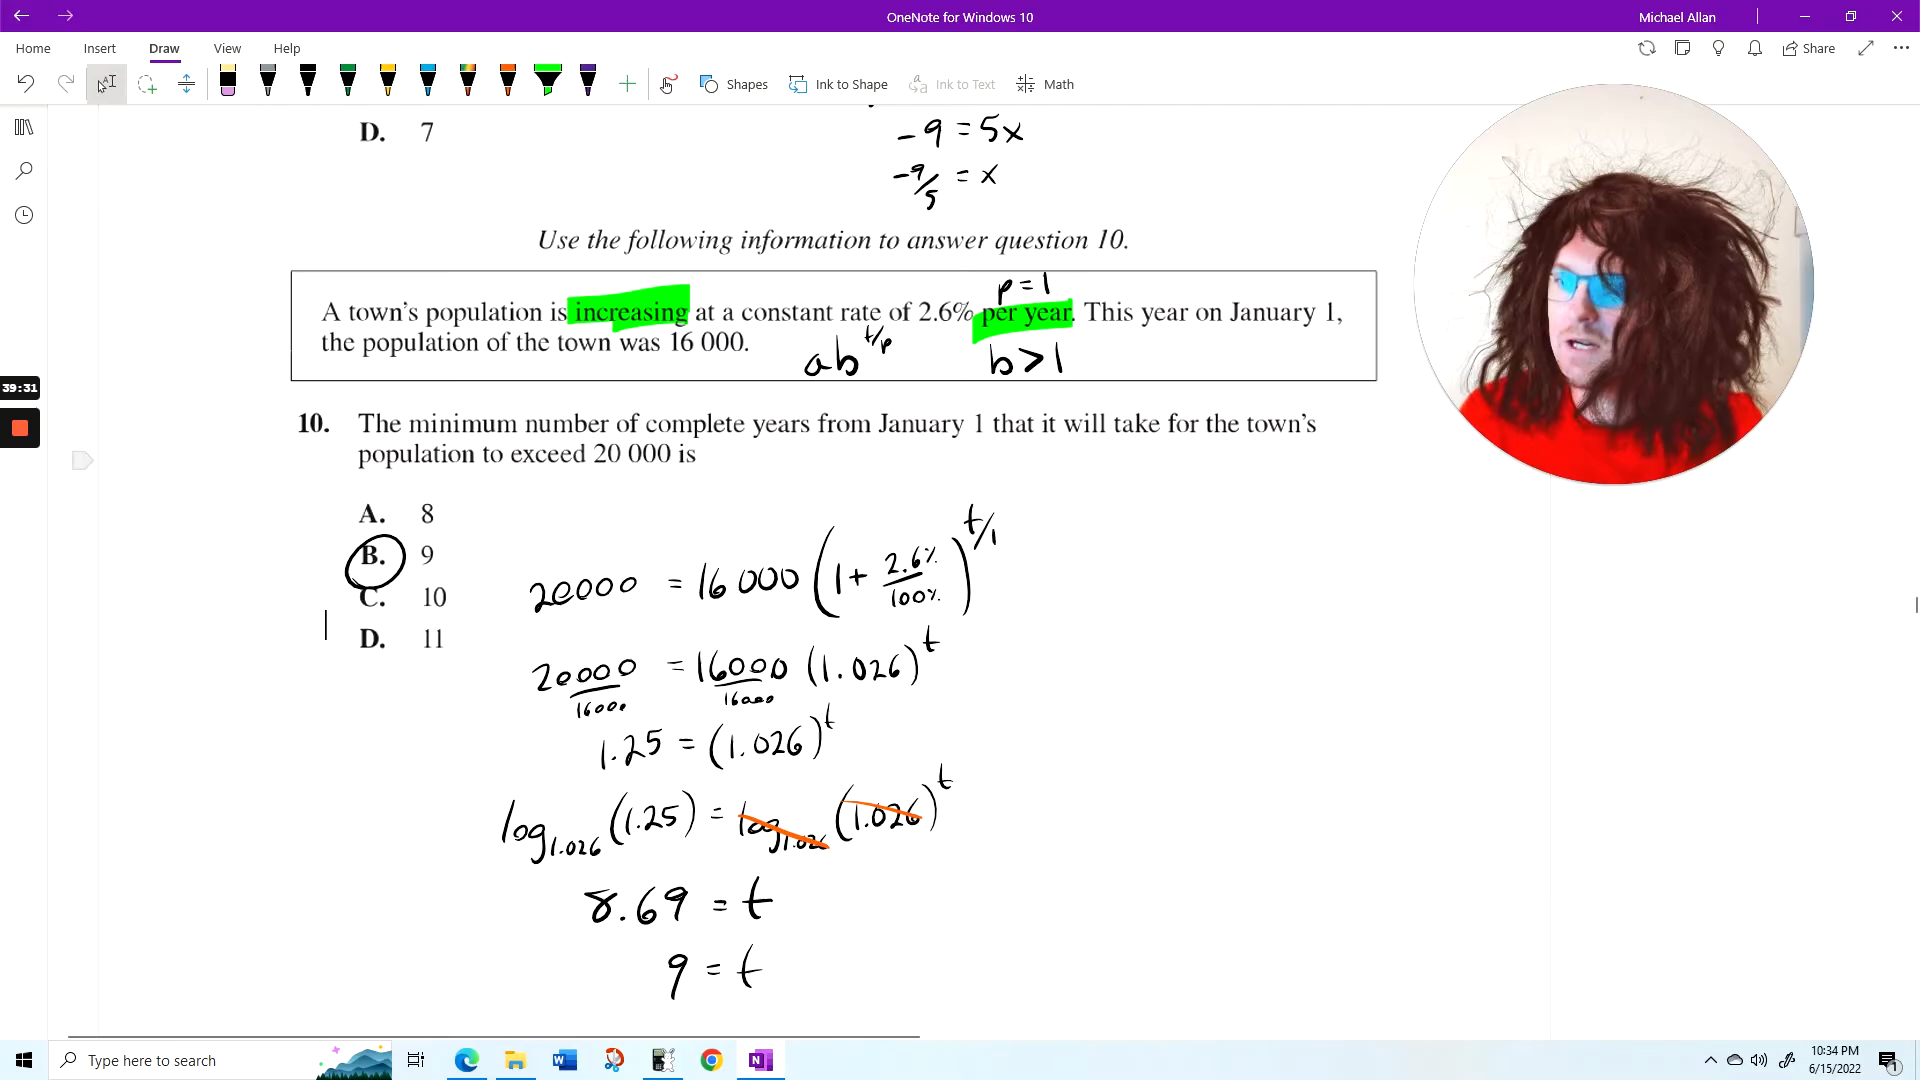 OneNote for Windows 10
Michael Allan
Home Insert Draw View Help
Share
Shapes Ink to Shape Ink to Text Math
D. 7
-9 = 5x
-9/5 = x
Use the following information to answer question 10.
p = 1
A town's population is increasing at a constant rate of 2.6% per year. This year on January 1,
the population of the town was 16 000.
ab^t/p b > 1
39:31
10. The minimum number of complete years from January 1 that it will take for the town's
population to exceed 20 000 is
A. 8
B. 9
C. 10
D. 11
20000 = 16 000 (1 + 2.6%/100%)^t/1
20000/16000 = 16000/16000 (1.026)^t
1.25 = (1.026)^t
log1.026 (1.25) = log1.026 (1.026)^t
8.69 = t
9 = t
Type here to search
10:34 PM
6/15/2022
1